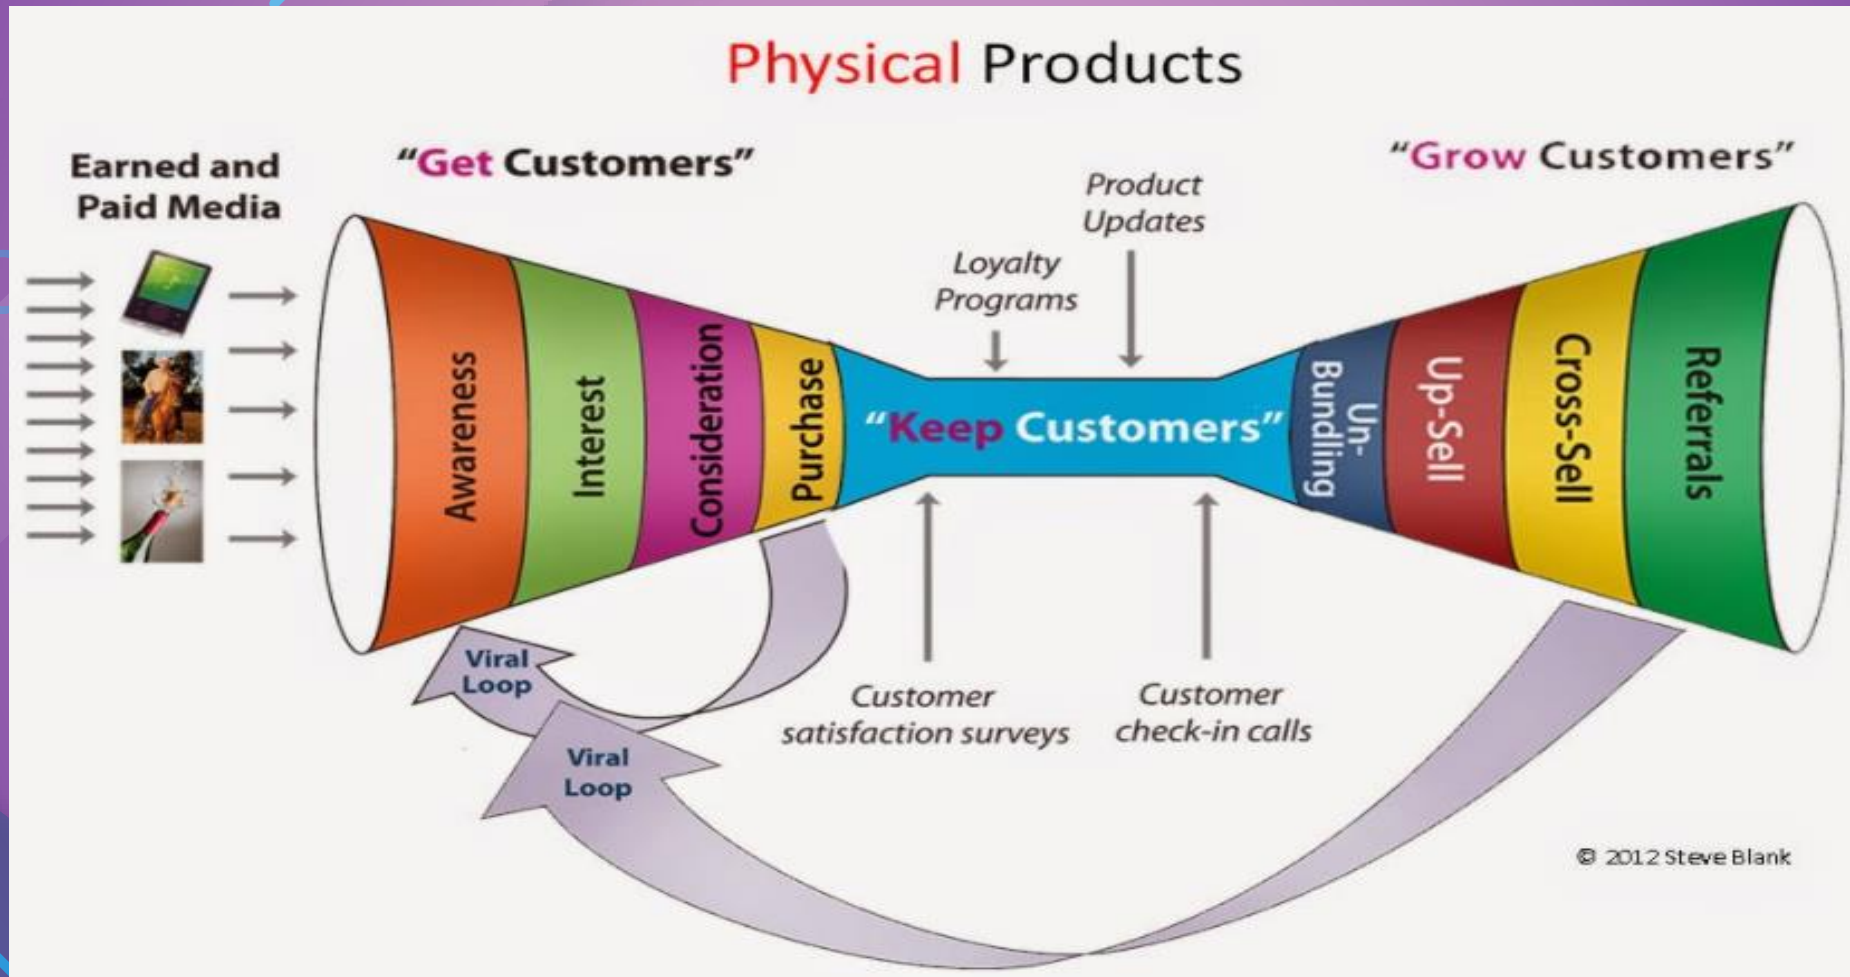 Physical Products
Earned and
Paid Media
“Get Customers”
“Grow Customers”
Product
Updates
Loyalty
Programs
Awareness
Interest
Consideration
Purchase
“Keep Customers”
Un-
Bundling
Up-Sell
Cross-Sell
Referrals
Viral
Loop
Viral
Loop
Customer
satisfaction surveys
Customer
check-in calls
© 2012 Steve Blank